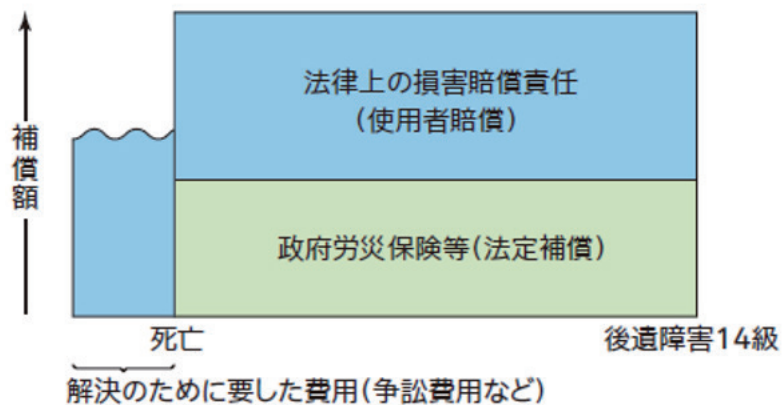 補償額
法律上の損害賠償責任
(使用者賠償)
政府労災保険等(法定補償)
死亡
後遺障害14級
解決のために要した費用(争訟費用など)